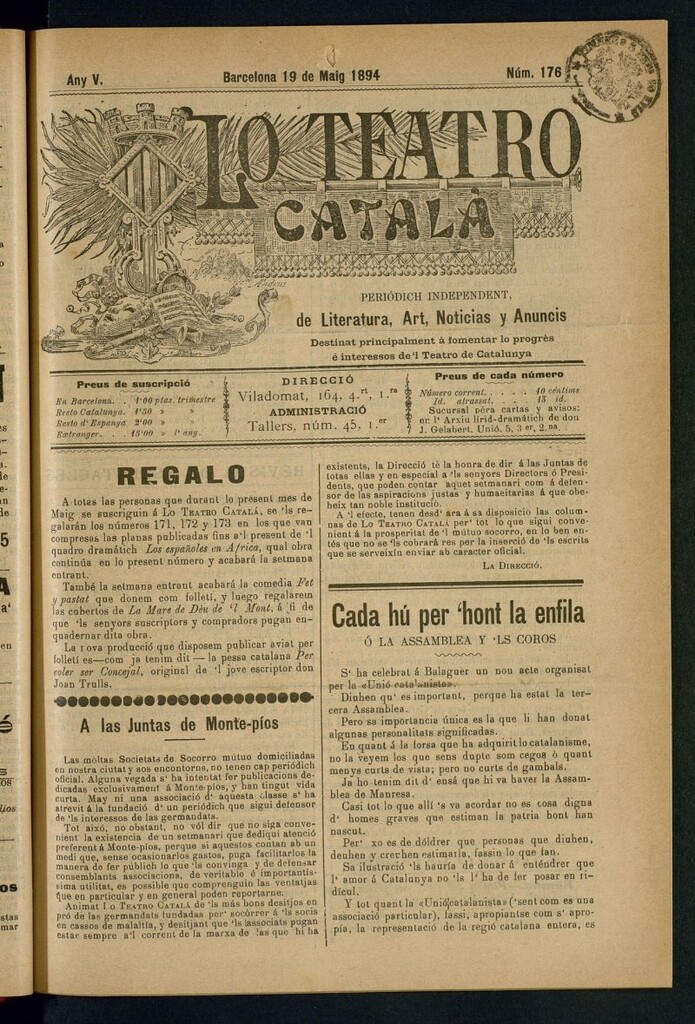 Any V.
Barcelona 19 de Maig 1894
Núm. 176
LO TEATRO
CATALÀ
PERIÓDICH INDEPENDENT,
de Literatura, Art, Noticias y Anuncis
Destinat principalment á fomentar lo progrés
é interessos de 'l Teatro de Catalunya
Preus de suscripció
En Barcelona. . 1'00 ptas. trimestre
Resto Catalunya. 1'50 » »
Resto d' Espanya 2'00 » »
Extranger. . . 15'00 » l' any.
DIRECCIÓ
Viladomat, 164, 4.rt, 1.ra
ADMINISTRACIÓ
Tallers, núm. 45, 1.er
Preus de cada número
Número corrent. . . . . 10 céntims
Id. atrassat. . . . . 15 id.
Sucursal péra cartas y avisos:
en l' Arxiu lirid-dramátich de don
J. Gelabert. Unió, 5, 3 er, 2.na.
REGALO
A totas las personas que durant lo present mes de
Maig se suscriguin á LO TEATRO CATALÁ, se 'ls re-
galarán los números 171, 172 y 173 en los que van
compresas las planas publicadas fins a'l present de 'l
quadro dramátich Los españoles en Africa, qual obra
continúa en lo present número y acabará la setmana
entrant.
També la setmana entrant acabará la comedia Fet
y pastat que donem com folletí, y luego regalarem
las cubertos de La Mare de Déu de 'l Mont, á fi de
que 'ls senyors suscriptors y compradors pugan en-
quadernar dita obra.
La nova producció que disposem publicar aviat per
folletí es—com ja tenim dit—la pessa catalana Per
voler ser Concejal, original de 'l jove escriptor don
Joan Trulls.
A las Juntas de Monte-píos
Las moltas Societats de Socorro mútuo domiciliadas
en nostra ciutat y sos encontorns, no tenen cap periódich
oficial. Alguna vegada s' ha intentat fer publicacions de-
dicadas exclusivament á Monte-píos, y han tingut vida
curta. May ni una associació d' aquesta classe s' ha
atrevit á la fundació d' un periódich que sigui defensor
de 'ls interessos de las germandats.
Tot aixó, no obstant, no vol dir que no siga conve-
nient la existencia de un setmanari que dediqui atenció
preferent á Monte-píos, perque si aquestos contan ab un
medi que, sense ocasionarlos gastos, puga facilitarlos la
manera de fer públich lo que 'ls convinga y de defensar
consemblants associacions, de veritable é importantís-
sima utilitat, es possible que comprenguin las ventatjas
que en particular y en general poden reportarne.
Animat lo TEATRO CATALÁ de 'ls més bons desitjos en
pró de las germandats fundadas per' socórrer á 'ls socis
en cassos de malaltía, y desitjant que 'ls associats pugan
estar sempre a'l corrent de la marxa de las que hi ha
existents, la Direcció té la honra de dir á las Juntas de
totas ellas y en especial a 'ls senyors Directors ó Presi-
dents, que poden contar aquet setmanari com á defen-
sor de las aspiracions justas y humanitarias á que obe-
heix tan noble institució.
A l' efecte, tenen desd' ara á sa disposició las colum-
nas de LO TEATRO CATALÁ per' tot lo que sigui conve-
nient á la prosperitat de 'l mútuo socorro, en lo ben en-
tés que no se 'ls cobrará res per la inserció de 'ls escrits
que se serveixin enviar ab caracter oficial.
LA DIRECCIÓ.
Cada hú per 'hont la enfila
Ó LA ASSAMBLEA Y 'LS COROS
S' ha celebrat á Balaguer un nou acte organisat
per la «Unió catalanista».
Diuhen qu' es important, perque ha estat la ter-
cera Assamblea.
Pero sa importancia única es la que li han donat
algunas personalitats significadas.
En quant á la forsa que ha adquirit lo catalanisme,
no la veyem los que sens dupte som cegos ó quant
menys curts de vista; pero no curts de gambals.
Ja ho tenim dit d' ensá que hi va haver la Assam-
blea de Manresa.
Casi tot lo que allí 's va acordar no es cosa digna
d' homes graves que estiman la patria hont han
nascut.
Per' xo es de dóldrer que personas que diuhen,
deuhen y crechen estimarla, fassin lo que fan.
Sa ilustració 'ls hauría de donar á enténdrer que
l' amor á Catalunya no 'ls l' ha de fer posar en ri-
dícul.
Y tot quant la «Unió catalanista» ('sent com es una
associació particular), fassi, apropiantse com s' apro-
pía, la representació de la regió catalana entera, es